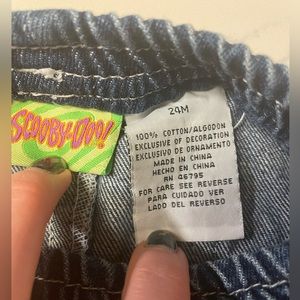 SCOOBY-DOO!
24M
100% COTTON/ALGODON
EXCLUSIVE OF DECORATION
EXCLUSIVO DE ORNAMENTO
MADE IN CHINA
HECHO EN CHINA
RN 46795
FOR CARE SEE REVERSE
PARA CUIDADO VER
LADO DEL REVERSO